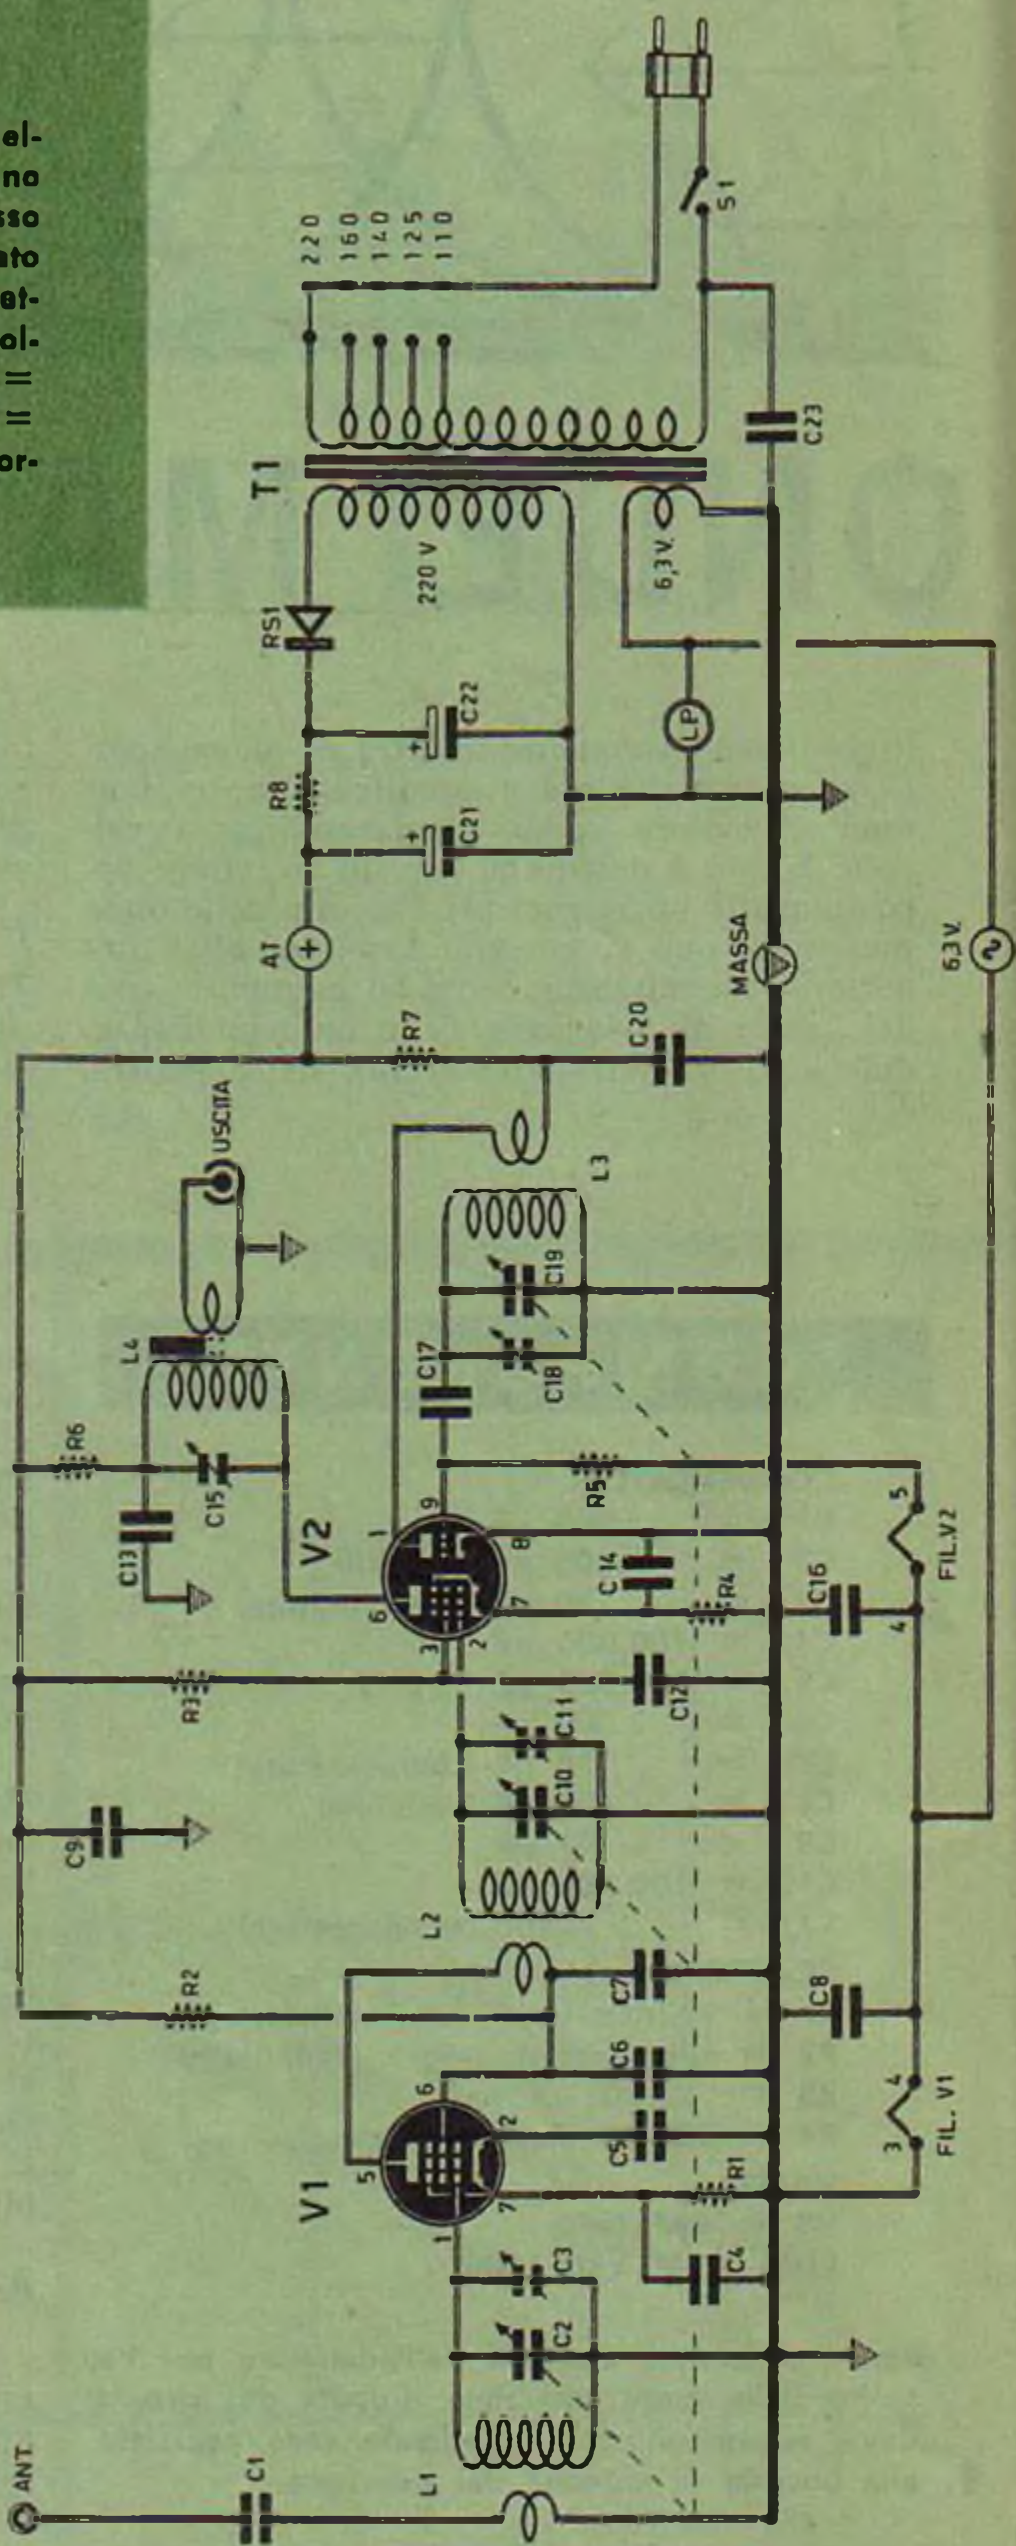 el-
no
sso
ato
et-
ol-
=
=
or-
ANT.
C1
L1
C2
C3
V1
1
5
6
7
2
C4
R1
C5
C6
C7
R2
L2
C8
3
4
FIL. V1
C9
C10
C11
R3
C12
V2
3
2
6
1
7
8
9
C13
C15
R6
L4
USCITA
C14
R4
R5
C16
4
5
FIL.V2
C17
C18
C19
L3
R7
C20
AT
+
MASSA
6,3 V.
~
R8
C21
+
C22
+
RS1
220 V
6,3 V.
LP
T1
220
160
140
125
110
S1
C23